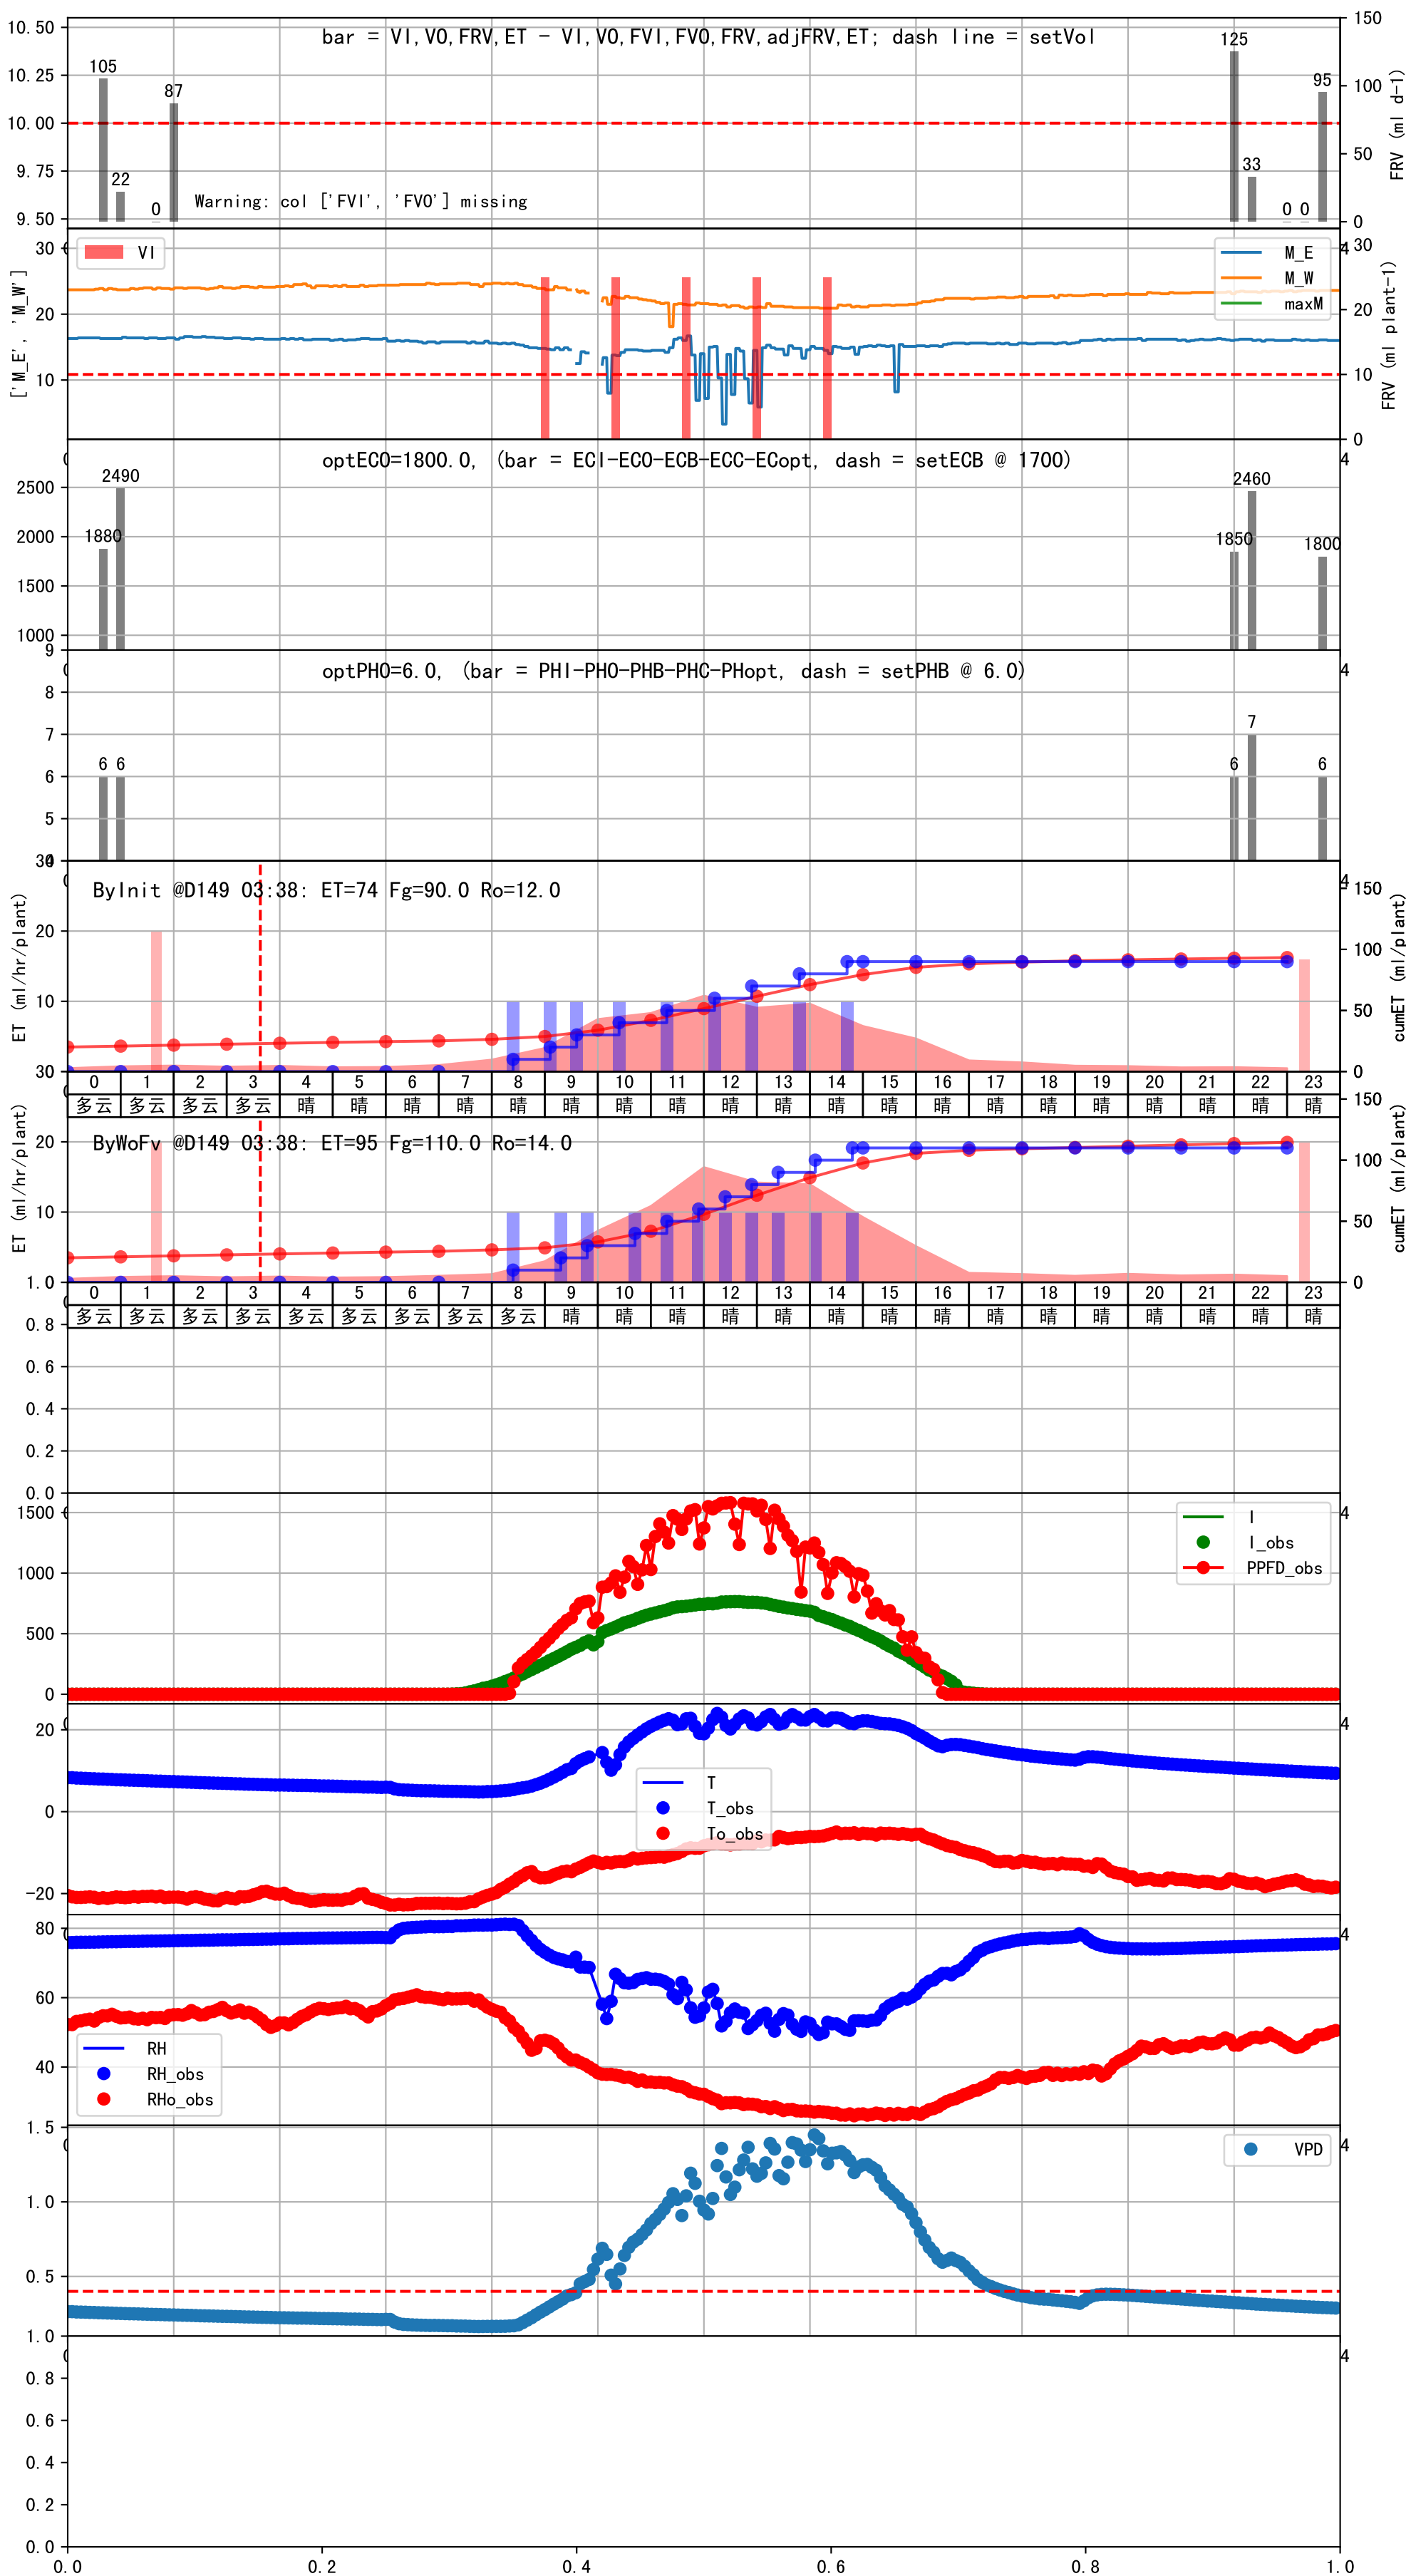 bar = VI,VO,FRV,ET - VI,VO,FVI,FVO,FRV,adjFRV,ET; dash line = setVol
10.50
10.25
10.00
9.75
9.50
105
22
0
87
Warning: col ['FVI', 'FVO'] missing
125
33
0
0
95
150
100
50
0
FRV (ml d-1)
['M_E', 'M_W']
30
20
10
VI
M_E
M_W
maxM
4
30
20
10
0
FRV (ml plant-1)
optECO=1800.0, (bar = ECI-ECO-ECB-ECC-ECopt, dash = setECB @ 1700)
4
2500
2000
1500
1000
1880
2490
1850
2460
1800
optPHO=6.0, (bar = PHI-PHO-PHB-PHC-PHopt, dash = setPHB @ 6.0)
4
9
8
7
6
5
4
6
6
6
7
6
ByInit @D149 03:38: ET=74 Fg=90.0 Ro=12.0
4
ET (ml/hr/plant)
30
20
10
150
100
50
0
cumET (ml/plant)
0 1 2 3 4 5 6 7 8 9 10 11 12 13 14 15 16 17 18 19 20 21 22 23
多云 多云 多云 多云 晴 晴 晴 晴 晴 晴 晴 晴 晴 晴 晴 晴 晴 晴 晴 晴 晴 晴 晴 晴
ByWoFv @D149 03:38: ET=95 Fg=110.0 Ro=14.0
ET (ml/hr/plant)
30
20
10
150
100
50
0
cumET (ml/plant)
0 1 2 3 4 5 6 7 8 9 10 11 12 13 14 15 16 17 18 19 20 21 22 23
多云 多云 多云 多云 多云 多云 多云 多云 多云 晴 晴 晴 晴 晴 晴 晴 晴 晴 晴 晴 晴 晴 晴 晴
1.0
0.8
0.6
0.4
0.2
0.0
1500
1000
500
0
I
I_obs
PPFD_obs
4
20
0
-20
T
T_obs
To_obs
4
80
60
40
RH
RH_obs
RHo_obs
4
1.5
1.0
0.5
VPD
4
1.0
0.8
0.6
0.4
0.2
0.0
4
0.0 0.2 0.4 0.6 0.8 1.0